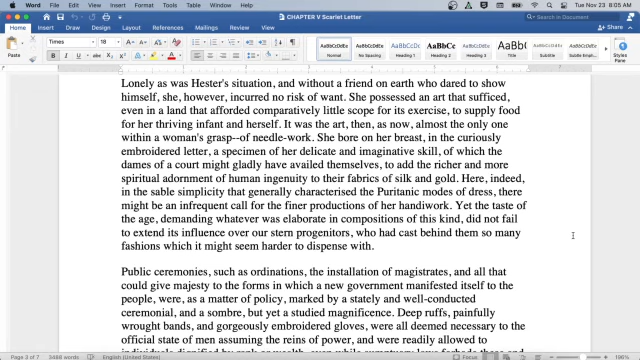 Word File Edit View Insert Format Tools Table Window Help Tue Nov 23 8:05 AM
CHAPTER V Scarlet Letter
Search in Document
Home Insert Draw Design Layout References Mailings Review View Share
Paste Times 18 Normal No Spacing Heading 1 Heading 2 Title Subtitle Subtle Emph... Styles Pane
Lonely as was Hester's situation, and without a friend on earth who dared to show
himself, she, however, incurred no risk of want. She possessed an art that sufficed,
even in a land that afforded comparatively little scope for its exercise, to supply food
for her thriving infant and herself. It was the art, then, as now, almost the only one
within a woman's grasp--of needle-work. She bore on her breast, in the curiously
embroidered letter, a specimen of her delicate and imaginative skill, of which the
dames of a court might gladly have availed themselves, to add the richer and more
spiritual adornment of human ingenuity to their fabrics of silk and gold. Here, indeed,
in the sable simplicity that generally characterised the Puritanic modes of dress, there
might be an infrequent call for the finer productions of her handiwork. Yet the taste of
the age, demanding whatever was elaborate in compositions of this kind, did not fail
to extend its influence over our stern progenitors, who had cast behind them so many
fashions which it might seem harder to dispense with.
Public ceremonies, such as ordinations, the installation of magistrates, and all that
could give majesty to the forms in which a new government manifested itself to the
people, were, as a matter of policy, marked by a stately and well-conducted
ceremonial, and a sombre, but yet a studied magnificence. Deep ruffs, painfully
wrought bands, and gorgeously embroidered gloves, were all deemed necessary to the
official state of men assuming the reins of power, and were readily allowed to
individuals dignified by rank or wealth, even while sumptuary laws forbade these and
Page 3 of 7 3488 words English (United States) Focus 196%